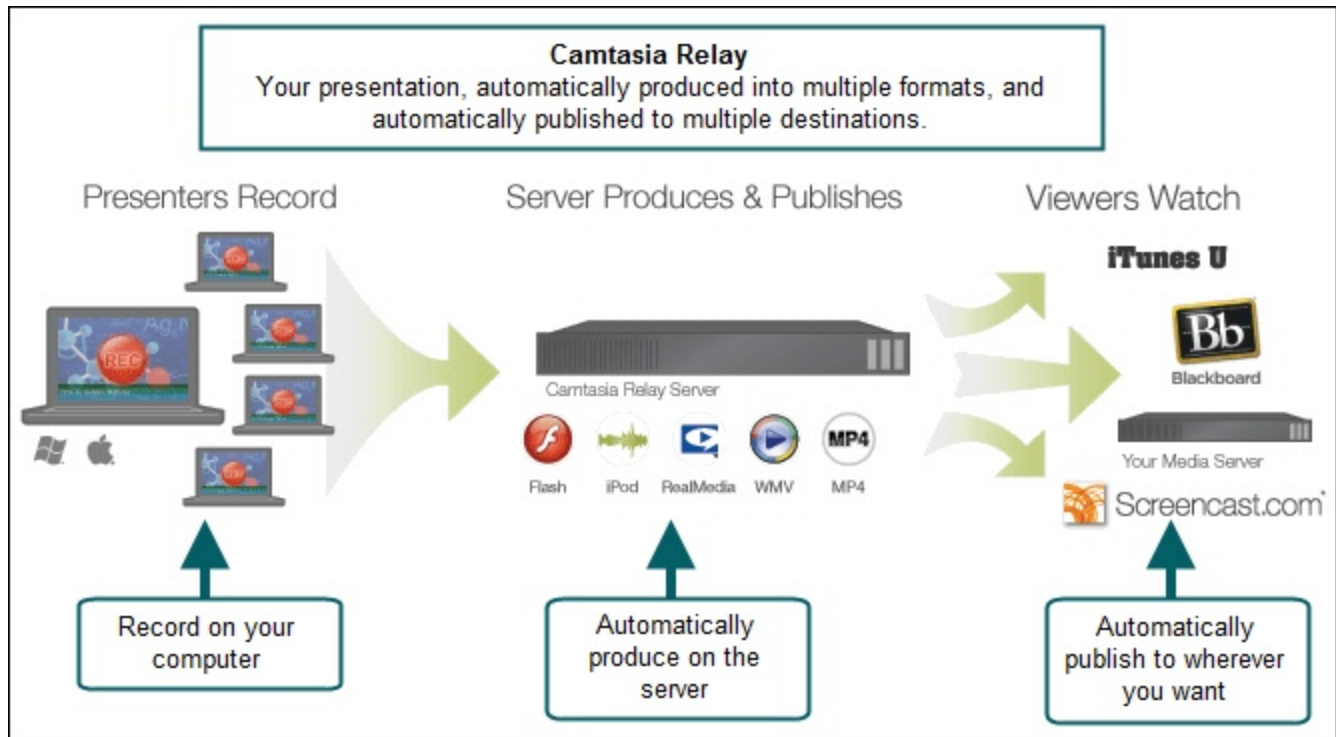 Camtasia Relay
Your presentation, automatically produced into multiple formats, and
automatically published to multiple destinations.
Presenters Record
Server Produces & Publishes
Viewers Watch
REC
iTunes U
Bb
Blackboard
Camtasia Relay Server
Your Media Server
MP4
Flash
iPod
RealMedia
WMV
MP4
Screencast.com*
Record on your
computer
Automatically
produce on the
server
Automatically
publish to wherever
you want